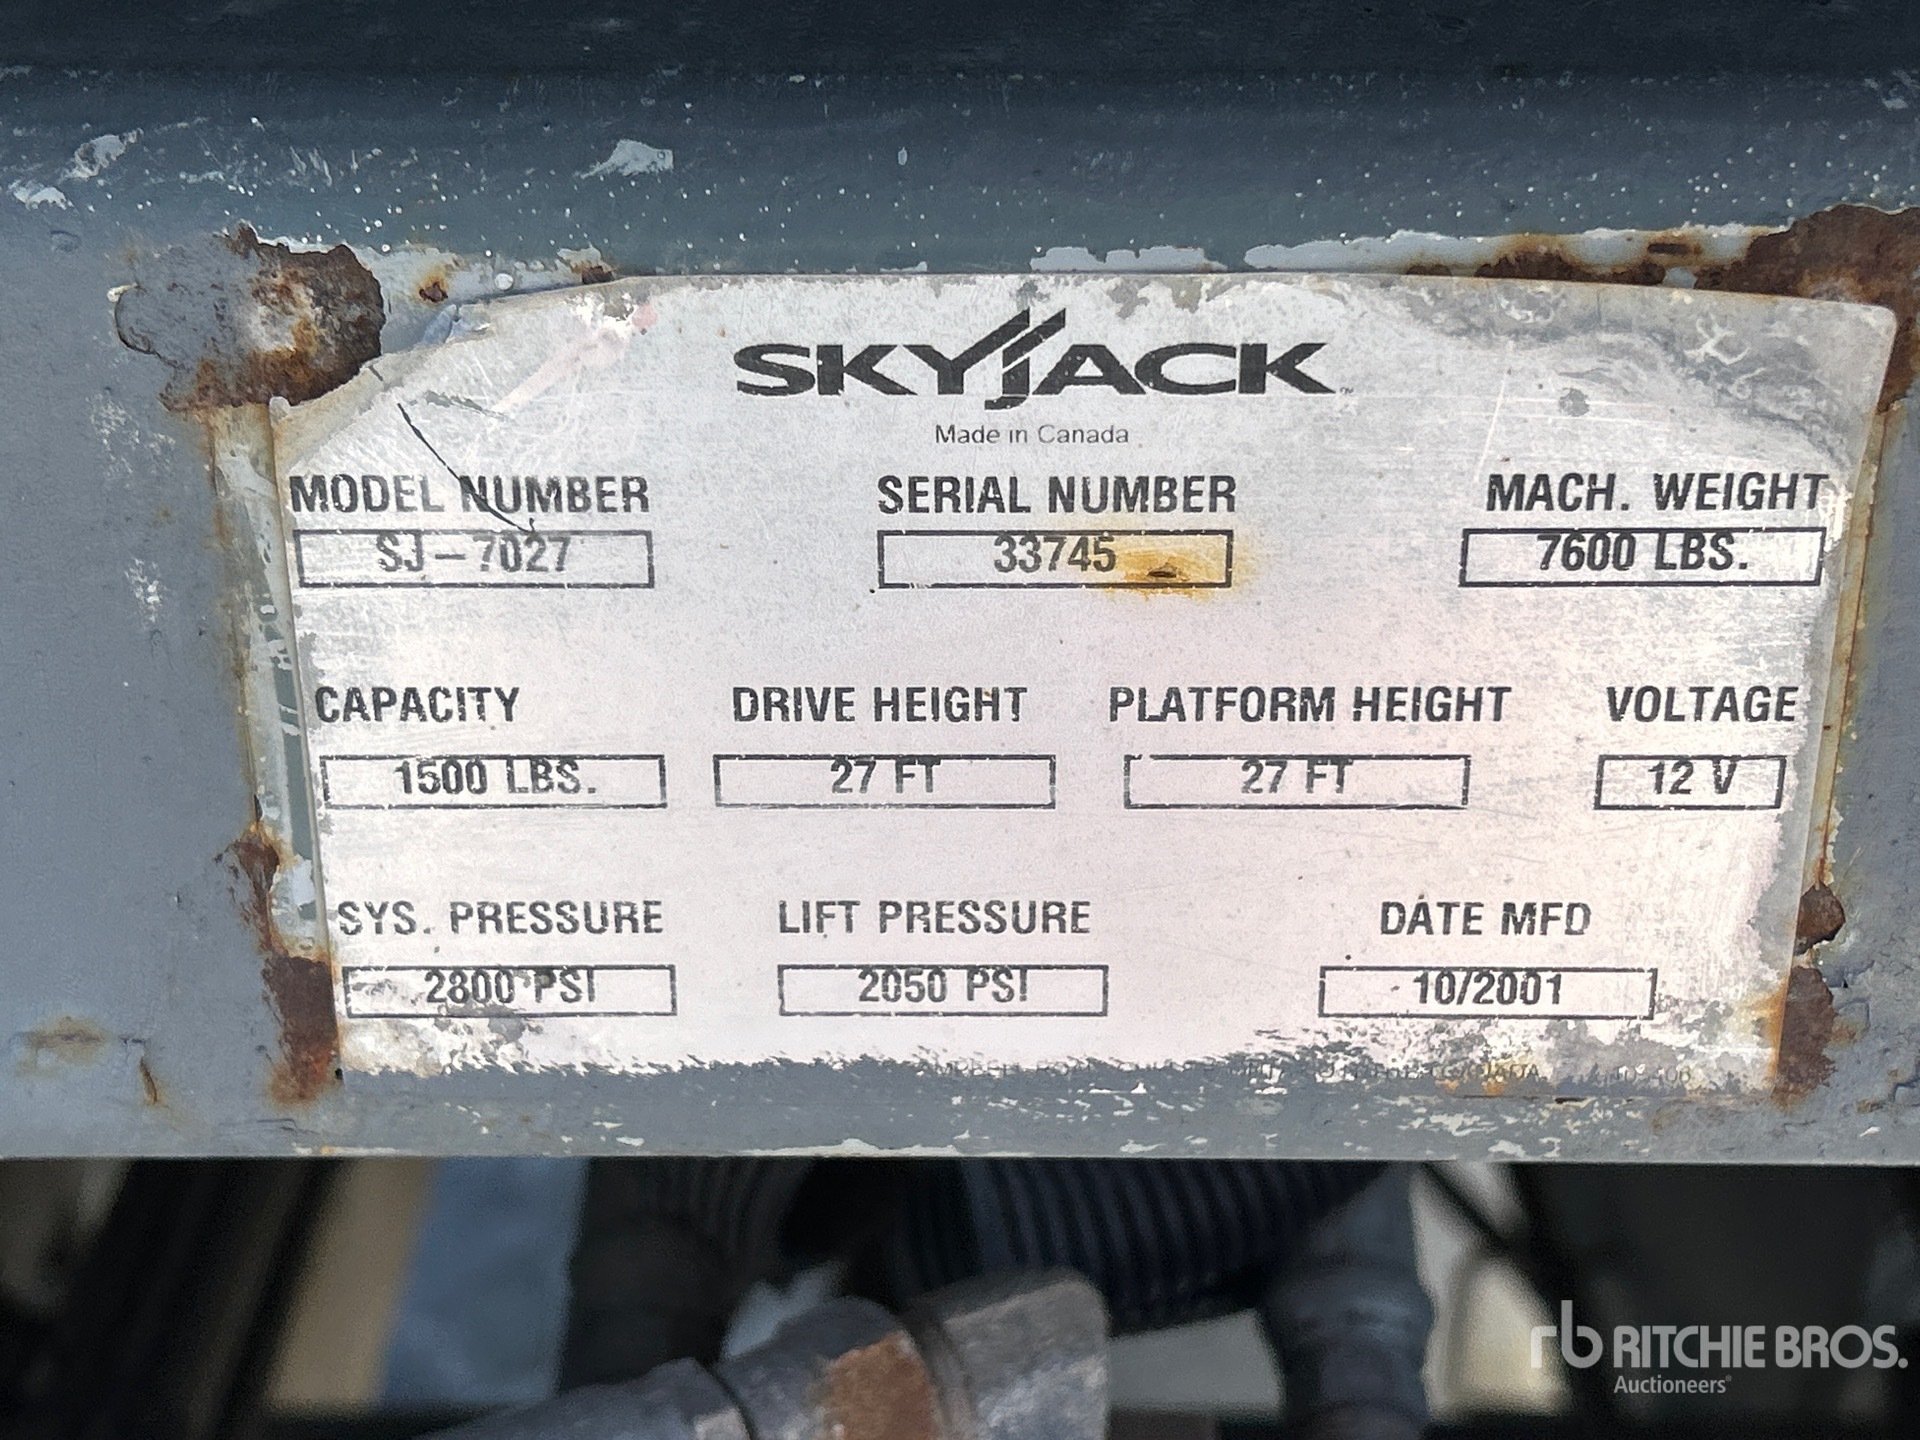 SKYJACK
Made in Canada
MODEL NUMBER SERIAL NUMBER MACH. WEIGHT
SJ-7027 33745 7600 LBS.
CAPACITY DRIVE HEIGHT PLATFORM HEIGHT VOLTAGE
1500 LBS. 27 FT 27 FT 12 V
SYS. PRESSURE LIFT PRESSURE DATE MFD
2800 PSI 2050 PSI 10/2001
rb RITCHIE BROS.
Auctioneers